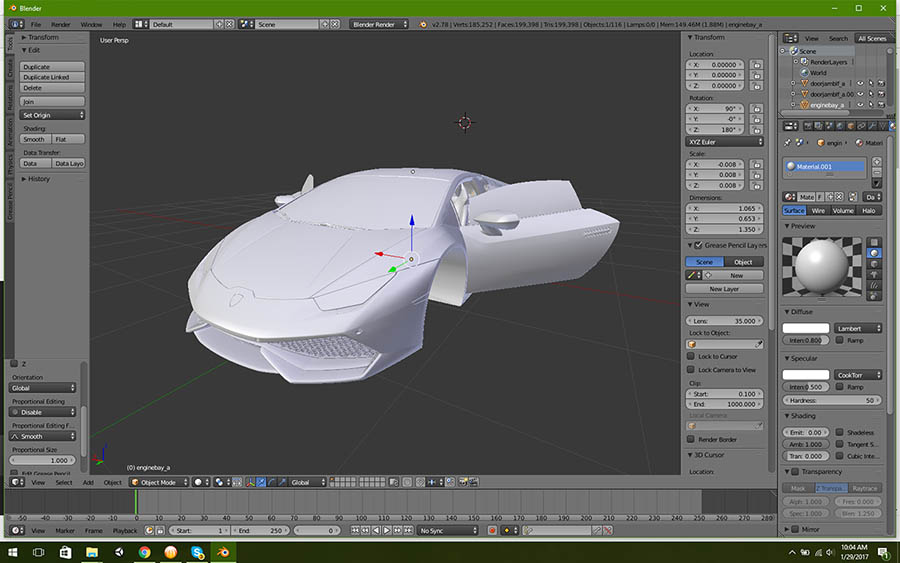 Blender
File Render Window Help
Default
Scene
Blender Render
v2.78 | Verts:185,252 | Faces:199,398 | Tris:199,398 | Objects:1/116 | Lamps:0/0 | Mem:149.46M (1.88M) | enginebay_a
View Search All Scenes
Tools
Create
Relations
Animation
Physics
Grease Pencil
Transform
Edit
Duplicate
Duplicate Linked
Delete
Join
Set Origin
Shading:
Smooth Flat
Data Transfer:
Data Data Layo
History
Z
Orientation
Global
Proportional Editing
Disable
Proportional Editing F...
Smooth
Proportional Size
1.000
Edit Grease Pencil
User Persp
(0) enginebay_a
Transform
Location:
X: 0.00000
Y: 0.00000
Z: 0.00000
Rotation:
X: 90°
Y: -0°
Z: 180°
XYZ Euler
Scale:
X: -0.008
Y: 0.008
Z: 0.008
Dimensions:
X: 1.065
Y: 0.653
Z: 1.350
Grease Pencil Layers
Scene Object
New
New Layer
View
Lens: 35.000
Lock to Object:
Lock to Cursor
Lock Camera to View
Clip:
Start: 0.100
End: 1000.000
Local Camera:
Render Border
3D Cursor
Location:
Scene
RenderLayers
World
doorjamblf_a
doorjamblf_a.00
enginebay_a
engin Materi
Material.001
Mate F Da
Surface Wire Volume Halo
Preview
Diffuse
Lambert
Inten:0.800 Ramp
Specular
CookTorr
Inten:0.500 Ramp
Hardness: 50
Shading
Emit: 0.00 Shadeless
Amb: 1.000 Tangent S...
Tran: 0.000 Cubic Inte...
Transparency
Mask Z Transpa.. Raytrace
Alph: 1.000 Fres: 0.000
Spec: 1.000 Blen: 1.250
Mirror
View Select Add Object Object Mode Global
-50 -40 -30 -20 -10 0 10 20 30 40 50 60 70 80 90 100 110 120 130 140 150 160 170 180 190 200 210 220 230 240 250 260 270 280
View Marker Frame Playback Start: 1 End: 250 0 No Sync
10:04 AM
1/29/2017